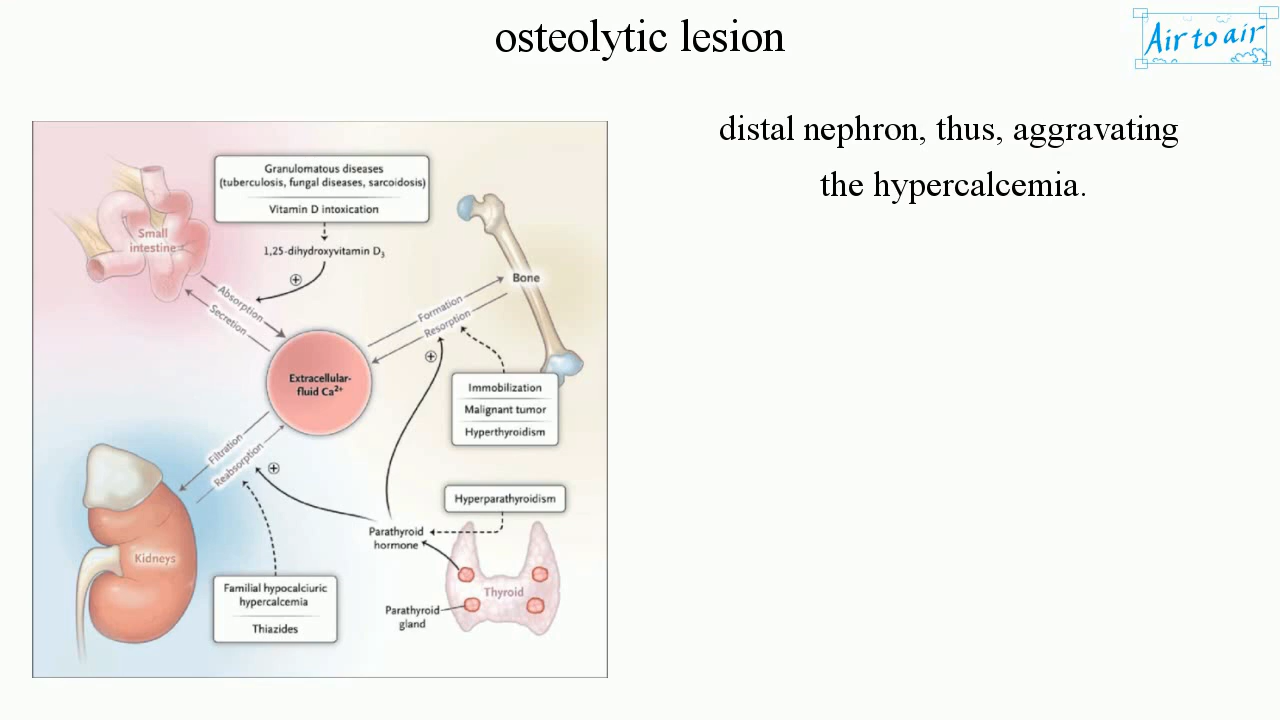 osteolytic lesion
Air to air
distal nephron, thus, aggravating
the hypercalcemia.
Granulomatous diseases
(tuberculosis, fungal diseases, sarcoidosis)
Vitamin D intoxication
1,25-dihydroxyvitamin D3
Small
intestine
Absorption
Secretion
Bone
Formation
Resorption
Extracellular-
fluid Ca2+
Immobilization
Malignant tumor
Hyperthyroidism
Filtration
Reabsorption
Hyperparathyroidism
Parathyroid
hormone
Kidneys
Familial hypocalciuric
hypercalcemia
Thiazides
Thyroid
Parathyroid
gland